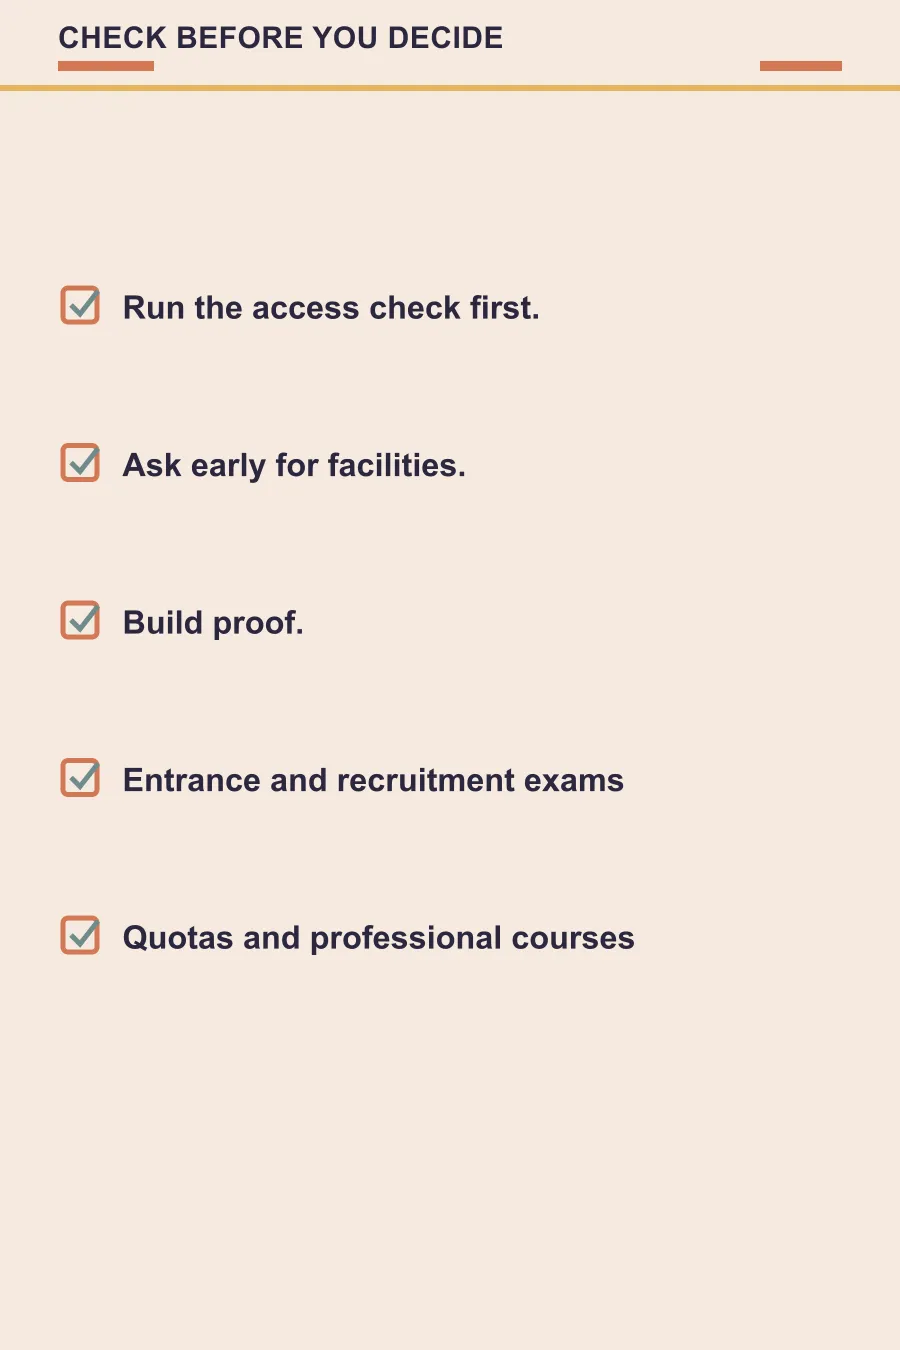 CHECK BEFORE YOU DECIDE
Run the access check first.
Ask early for facilities.
Build proof.
Entrance and recruitment exams
Quotas and professional courses